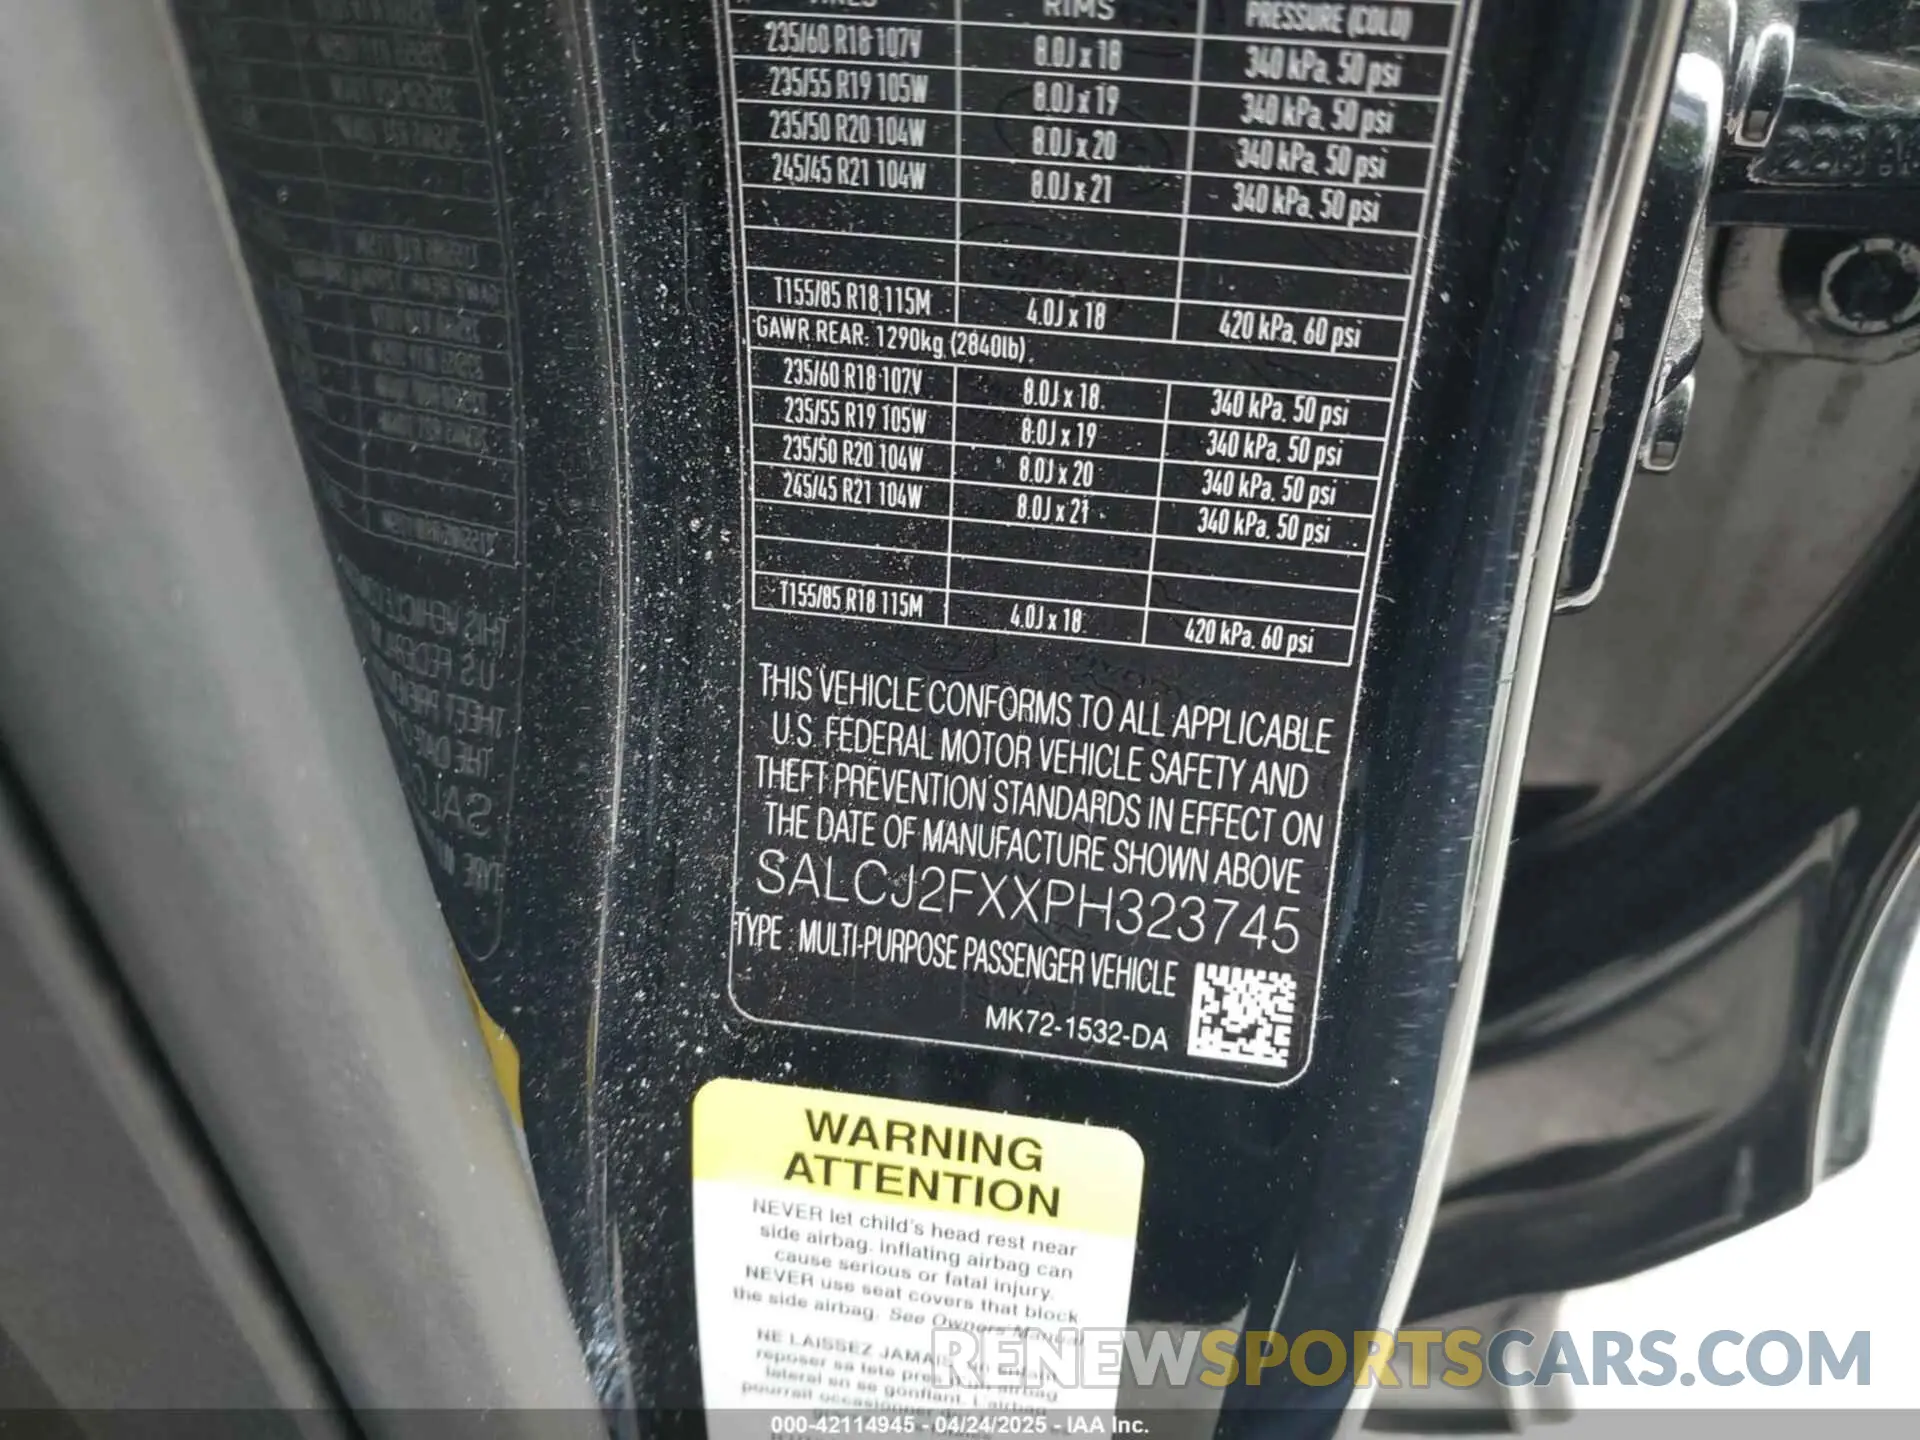 RIMS PRESSURE (COLD)
235/60 R18 107V 8.0J x 18 340 kPa. 50 psi
235/55 R19 105W 8.0J x 19 340 kPa. 50 psi
235/50 R20 104W 8.0J x 20 340 kPa. 50 psi
245/45 R21 104W 8.0J x 21 340 kPa. 50 psi
T155/85 R18 115M 4.0J x 18 420 kPa. 60 psi
GAWR REAR: 1290kg (2840lb)
235/60 R18 107V 8.0J x 18 340 kPa. 50 psi
235/55 R19 105W 8.0J x 19 340 kPa. 50 psi
235/50 R20 104W 8.0J x 20 340 kPa. 50 psi
245/45 R21 104W 8.0J x 21 340 kPa. 50 psi
T155/85 R18 115M 4.0J x 18 420 kPa. 60 psi
THIS VEHICLE CONFORMS TO ALL APPLICABLE
U.S. FEDERAL MOTOR VEHICLE SAFETY AND
THEFT PREVENTION STANDARDS IN EFFECT ON
THE DATE OF MANUFACTURE SHOWN ABOVE
SALCJ2FXXPH323745
TYPE : MULTI-PURPOSE PASSENGER VEHICLE
MK72-1532-DA
WARNING
ATTENTION
NEVER let child's head rest near
side airbag. inflating airbag can
cause serious or fatal injury.
NEVER use seat covers that block
the side airbag. See Owners Manual
NE LAISSEZ JAMAIS
reposer sa tete
lateral en se gonflant. L'airbag
pourrait occasionner
RENEWSPORTSCARS.COM
000-42114945 - 04/24/2025 - IAA Inc.